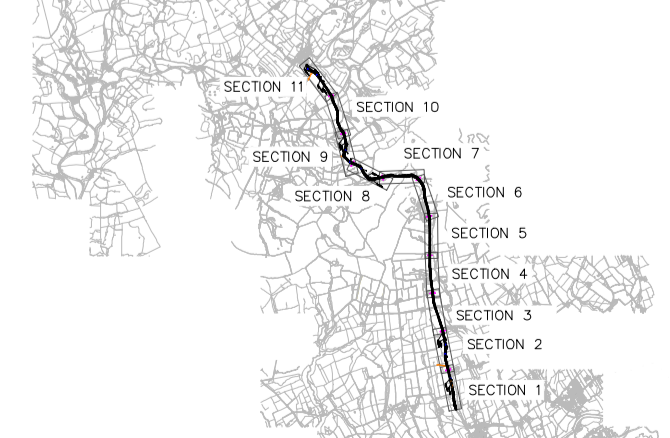 SECTION 11
SECTION 10
SECTION 9
SECTION 7
SECTION 8
SECTION 6
SECTION 5
SECTION 4
SECTION 3
SECTION 2
SECTION 1